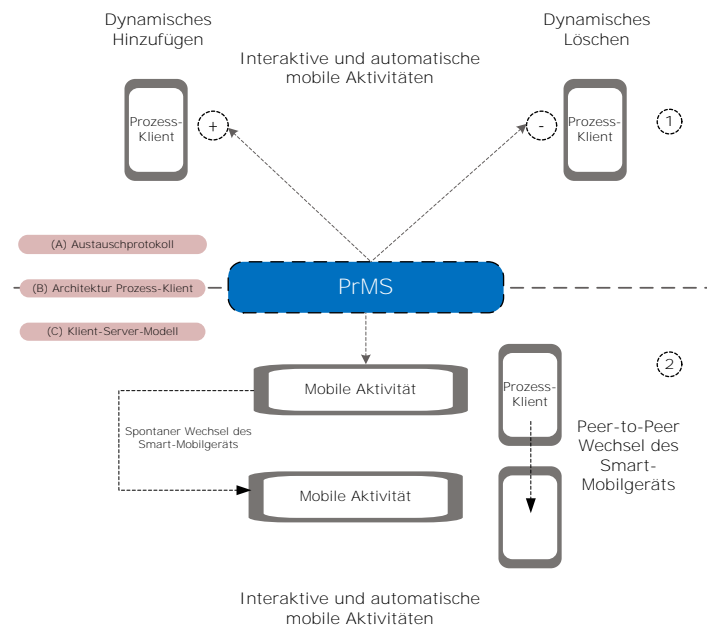 Dynamisches
Hinzufügen
Dynamisches
Löschen
Interaktive und automatische
mobile Aktivitäten
Prozess-
Klient
+
-
Prozess-
Klient
1
(A) Austauschprotokoll
(B) Architektur Prozess-Klient
(C) Klient-Server-Modell
PrMS
2
Mobile Aktivität
Prozess-
Klient
Spontaner Wechsel des
Smart-Mobilgeräts
Peer-to-Peer
Wechsel des
Smart-
Mobilgeräts
Mobile Aktivität
Interaktive und automatische
mobile Aktivitäten